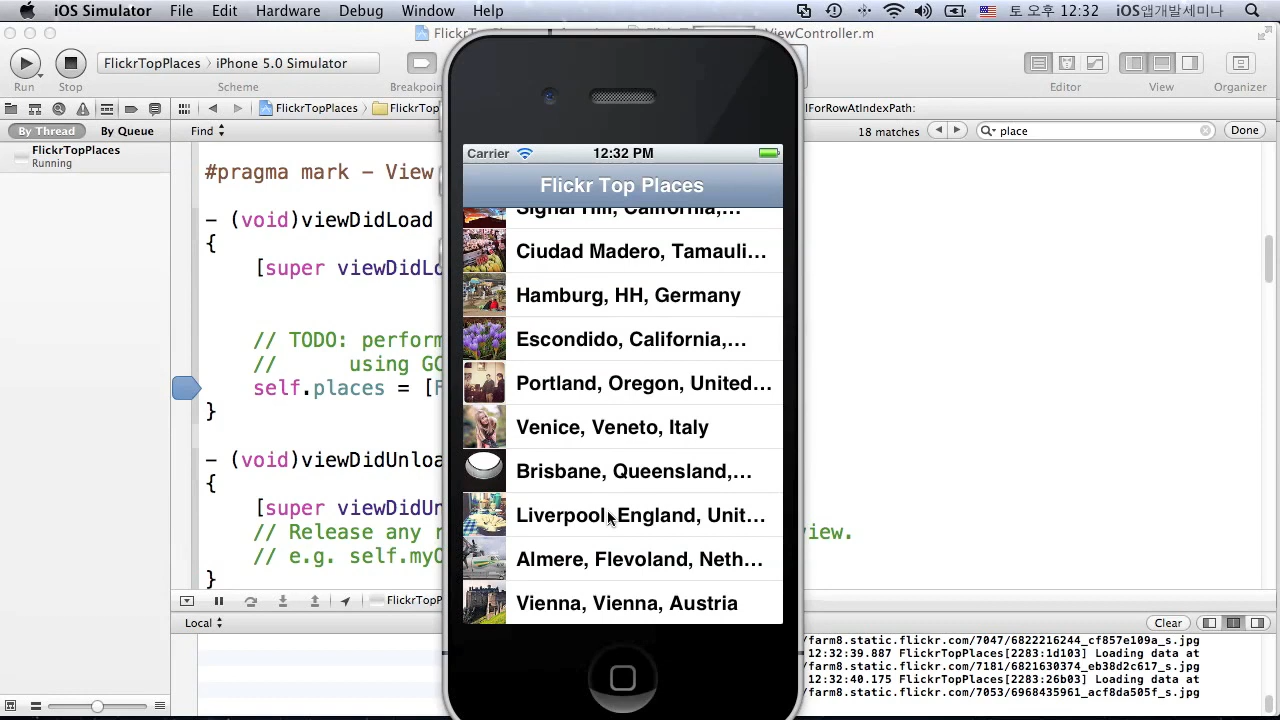 iOS Simulator File Edit Hardware Debug Window Help 토 오후 12:32 iOS앱개발세미나
Flickr ViewController.m
FlickrTopPlaces › iPhone 5.0 Simulator
Run Stop Scheme Breakpoin Editor View Organizer
FlickrTopPlaces FlickrTo lForRowAtIndexPath:
By Thread By Queue Find 18 matches place Done
FlickrTopPlaces
Running
#pragma mark - View
- (void)viewDidLoad
{
[super viewDidLo
// TODO: perform
// using GC
self.places = [F
}
- (void)viewDidUnloa
{
[super viewDidUn
// Release any r view.
// e.g. self.myO
}
Carrier 12:32 PM
Flickr Top Places
Signal Hill, California,...
Ciudad Madero, Tamauli...
Hamburg, HH, Germany
Escondido, California,...
Portland, Oregon, United...
Venice, Veneto, Italy
Brisbane, Queensland,...
Liverpool, England, Unit...
Almere, Flevoland, Neth...
Vienna, Vienna, Austria
FlickrTopP
Local Clear
/farm8.static.flickr.com/7047/6822216244_cf857e109a_s.jpg
12:32:39.887 FlickrTopPlaces[2283:1d103] Loading data at
/farm8.static.flickr.com/7181/6821630374_eb38d2c617_s.jpg
12:32:40.175 FlickrTopPlaces[2283:26b03] Loading data at
/farm8.static.flickr.com/7053/6968435961_acf8da505f_s.jpg